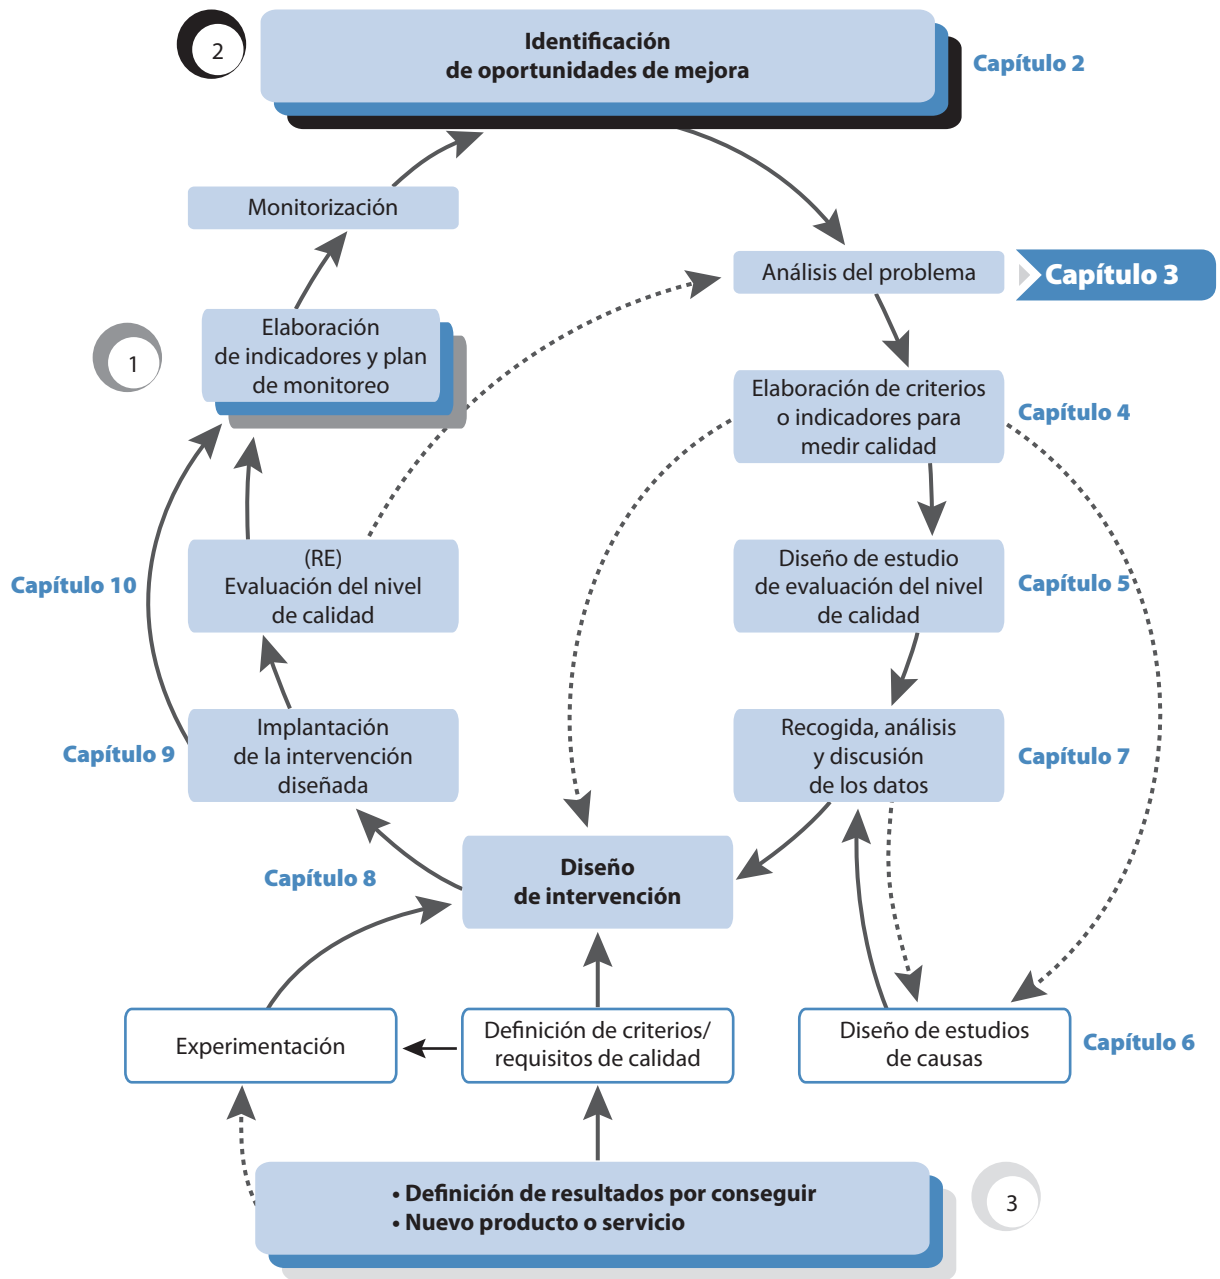 2
Identificación
de oportunidades de mejora
Capítulo 2
Monitorización
Análisis del problema
Capítulo 3
1
Elaboración
de indicadores y plan
de monitoreo
Elaboración de criterios
o indicadores para
medir calidad
Capítulo 4
Capítulo 10
(RE)
Evaluación del nivel
de calidad
Diseño de estudio
de evaluación del nivel
de calidad
Capítulo 5
Capítulo 9
Implantación
de la intervención
diseñada
Recogida, análisis
y discusión
de los datos
Capítulo 7
Capítulo 8
Diseño
de intervención
Experimentación
Definición de criterios/
requisitos de calidad
Diseño de estudios
de causas
Capítulo 6
• Definición de resultados por conseguir
• Nuevo producto o servicio
3